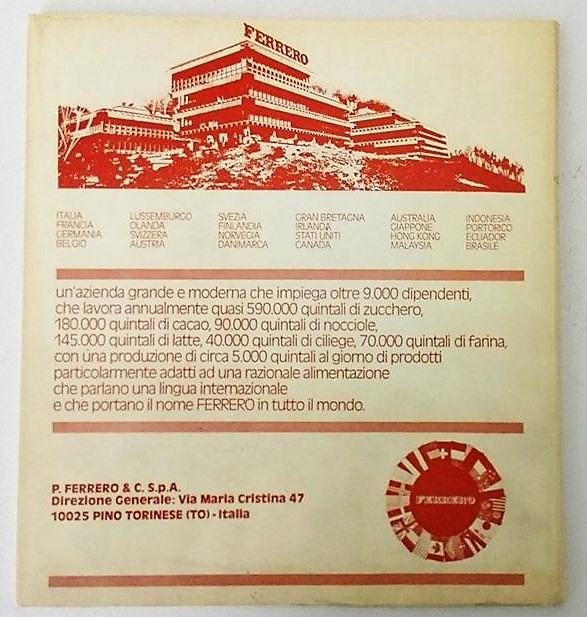 FERRERO
ITALIA LUSSEMBURGO SVEZIA GRAN BRETAGNA AUSTRALIA INDONESIA
FRANCIA OLANDA FINLANDIA IRLANDA GIAPPONE PORTORICO
GERMANIA SVIZZERA NORVEGIA STATI UNITI HONG KONG ECUADOR
BELGIO AUSTRIA DANIMARCA CANADA MALAYSIA BRASILE
un'azienda grande e moderna che impiega oltre 9.000 dipendenti,
che lavora annualmente quasi 590.000 quintali di zucchero,
180.000 quintali di cacao, 90.000 quintali di nocciole,
145.000 quintali di latte, 40.000 quintali di ciliege, 70.000 quintali di farina,
con una produzione di circa 5.000 quintali al giorno di prodotti
particolarmente adatti ad una razionale alimentazione
che parlano una lingua internazionale
e che portano il nome FERRERO in tutto il mondo.
P. FERRERO & C. S.p.A.
Direzione Generale: Via Maria Cristina 47
10025 PINO TORINESE (TO) - Italia
FERRERO